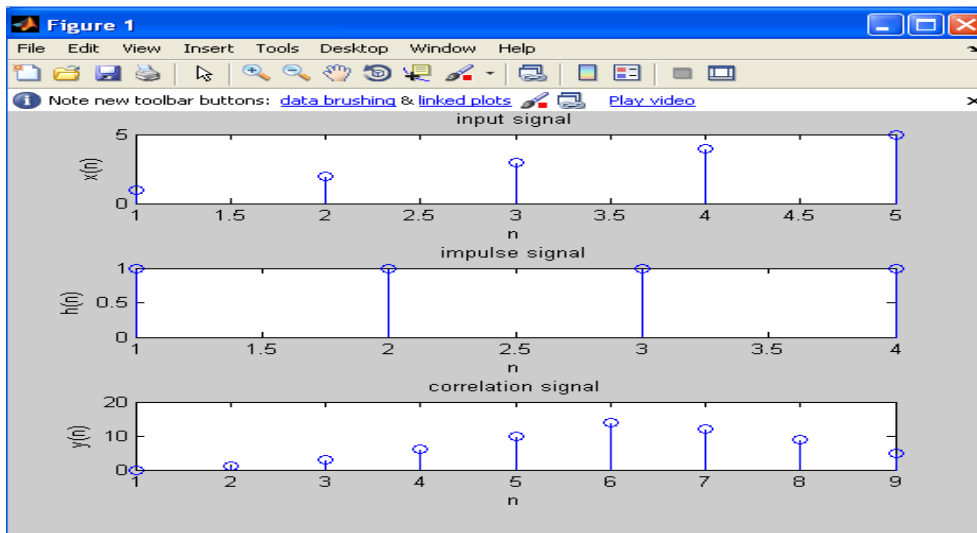 Figure 1
File Edit View Insert Tools Desktop Window Help
Note new toolbar buttons: data brushing & linked plots Play video
input signal
5
x(n)
0
1 1.5 2 2.5 3 3.5 4 4.5 5
n
impulse signal
1
h(n) 0.5
0
1 1.5 2 2.5 3 3.5 4
n
correlation signal
20
y(n) 10
0
1 2 3 4 5 6 7 8 9
n